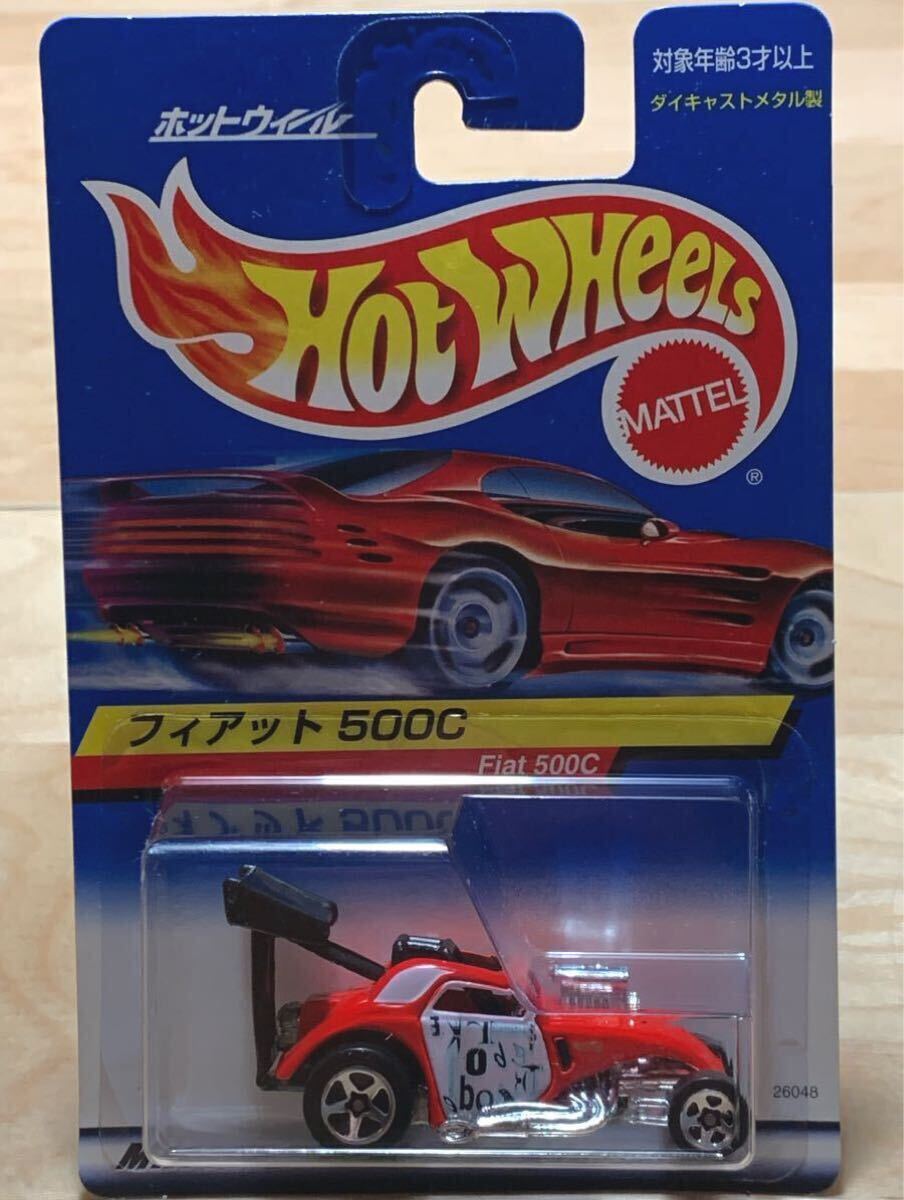 ホットウィール
対象年齢3才以上
ダイキャストメタル製
HOT WHEELS
MATTEL
®
フィアット 500C
Fiat 500C
26048